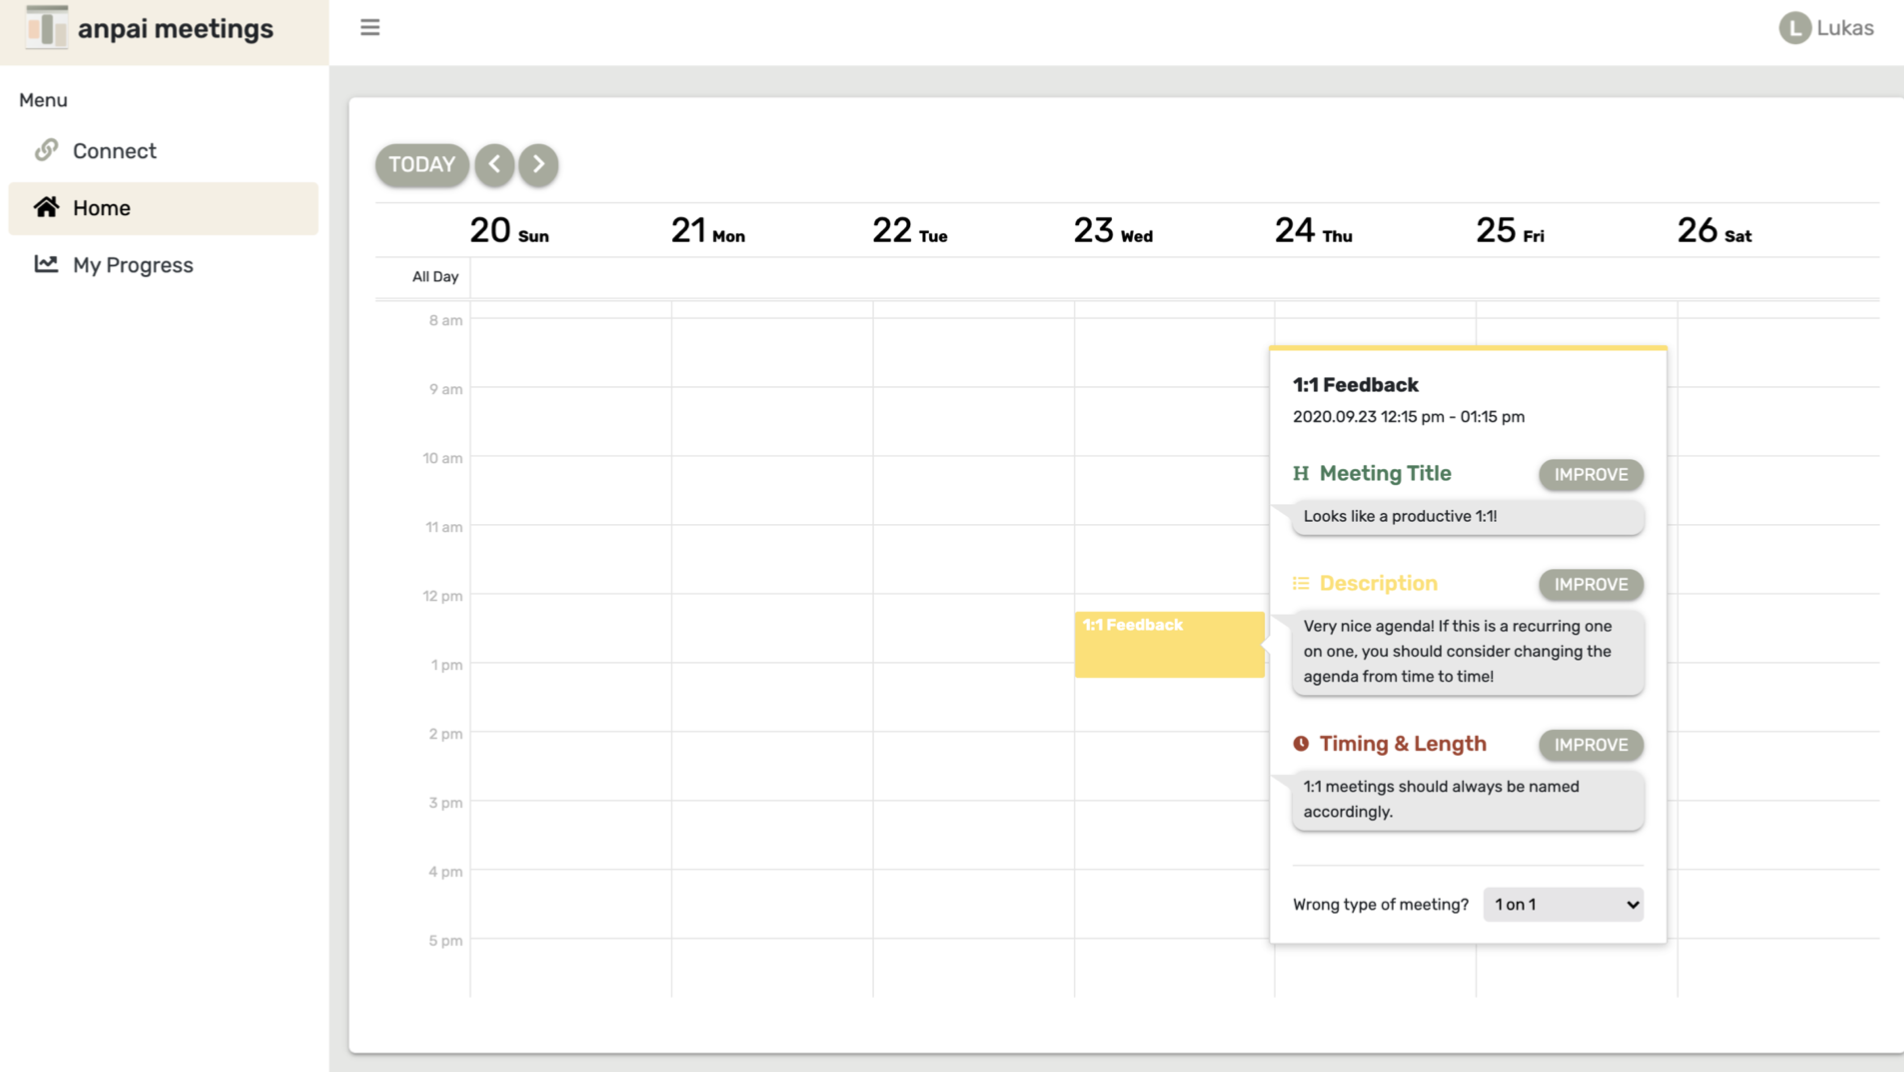 anpai meetings
L Lukas
Menu
Connect
Home
My Progress
TODAY
20 Sun 21 Mon 22 Tue 23 Wed 24 Thu 25 Fri 26 Sat
All Day
8 am
9 am
10 am
11 am
12 pm
1 pm
2 pm
3 pm
4 pm
5 pm
1:1 Feedback
1:1 Feedback
2020.09.23 12:15 pm - 01:15 pm
H Meeting Title IMPROVE
Looks like a productive 1:1!
Description IMPROVE
Very nice agenda! If this is a recurring one
on one, you should consider changing the
agenda from time to time!
Timing & Length IMPROVE
1:1 meetings should always be named
accordingly.
Wrong type of meeting? 1 on 1